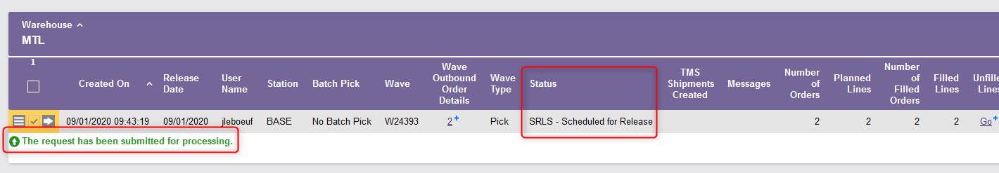 Warehouse
MTL
1
Created On
Release Date
User Name
Station
Batch Pick
Wave
Wave Outbound Order Details
Wave Type
Status
TMS Shipments Created
Messages
Number of Orders
Planned Lines
Number of Filled Orders
Filled Lines
Unfille Lines
09/01/2020 09:43:19 09/01/2020 jleboeuf BASE No Batch Pick W24393 2+ Pick SRLS - Scheduled for Release 2 2 2 2 Go+
The request has been submitted for processing.